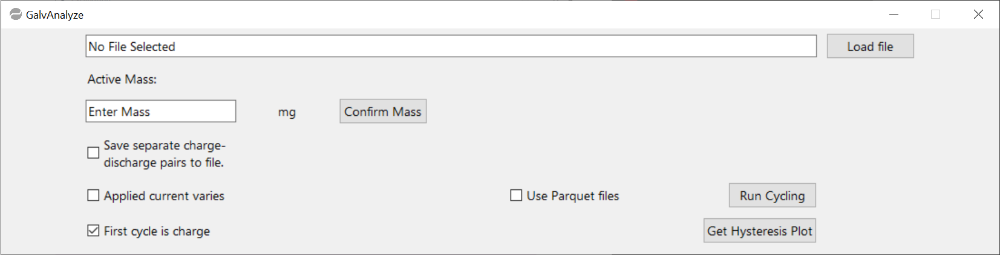 GalvAnalyze
No File Selected
Load file
Active Mass:
Enter Mass
mg
Confirm Mass
Save separate charge-
discharge pairs to file.
Applied current varies
Use Parquet files
Run Cycling
First cycle is charge
Get Hysteresis Plot